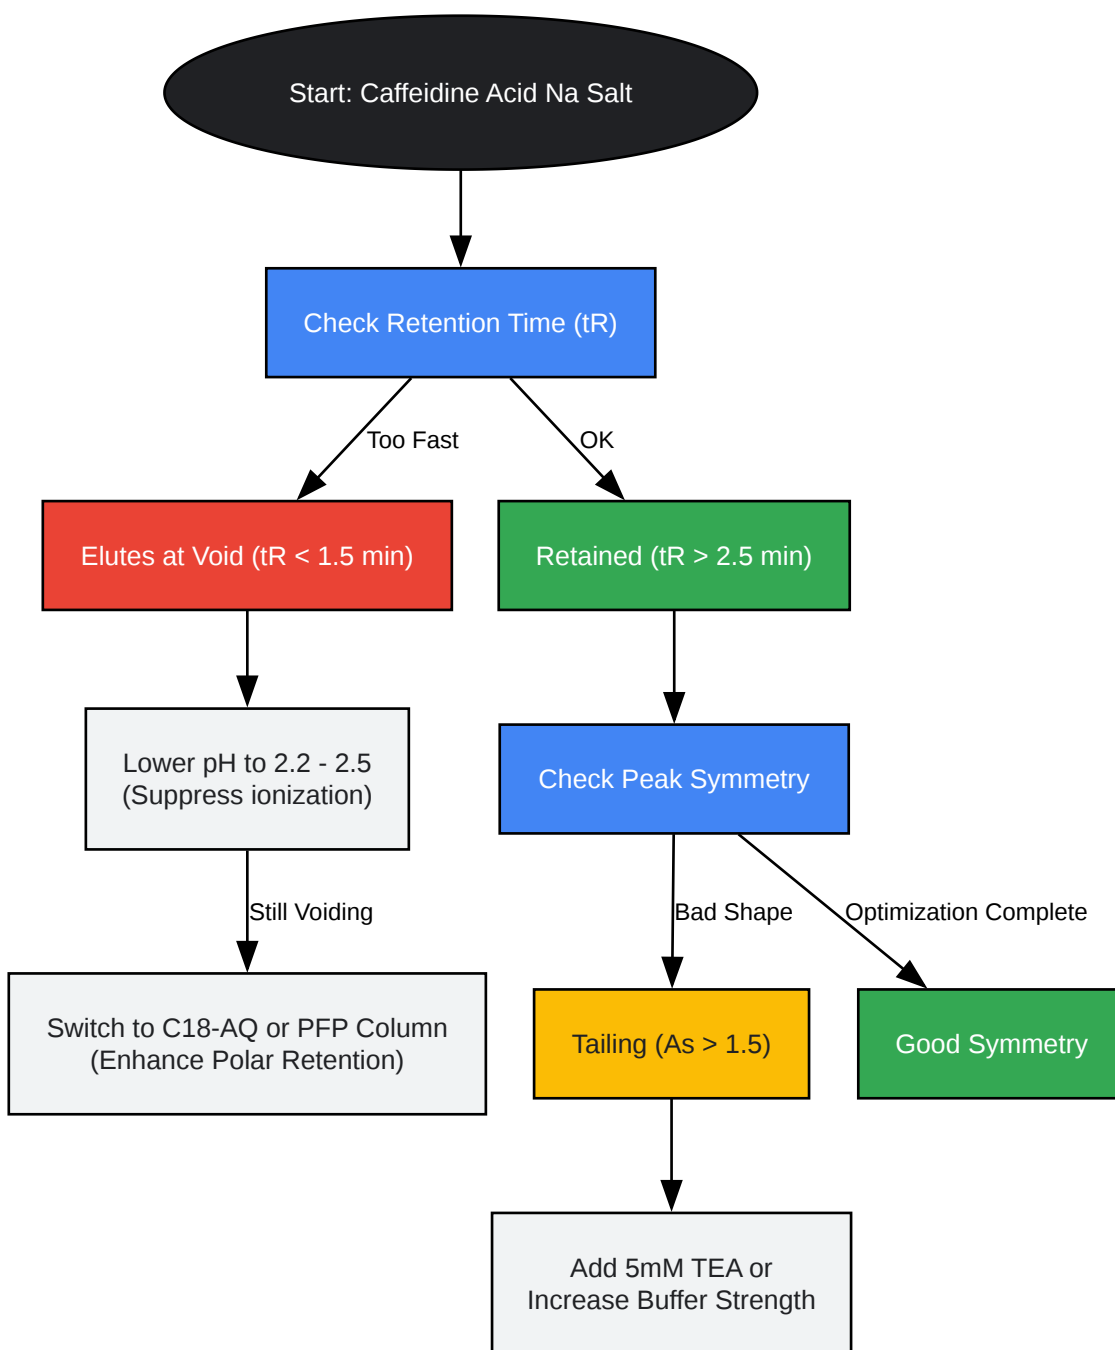 Start: Caffeidine Acid Na Salt
Check Retention Time (tR)
Too Fast
OK
Elutes at Void (tR < 1.5 min)
Retained (tR > 2.5 min)
Lower pH to 2.2 - 2.5
(Suppress ionization)
Check Peak Symmetry
Still Voiding
Bad Shape
Optimization Complete
Switch to C18-AQ or PFP Column
(Enhance Polar Retention)
Tailing (As > 1.5)
Good Symmetry
Add 5mM TEA or
Increase Buffer Strength